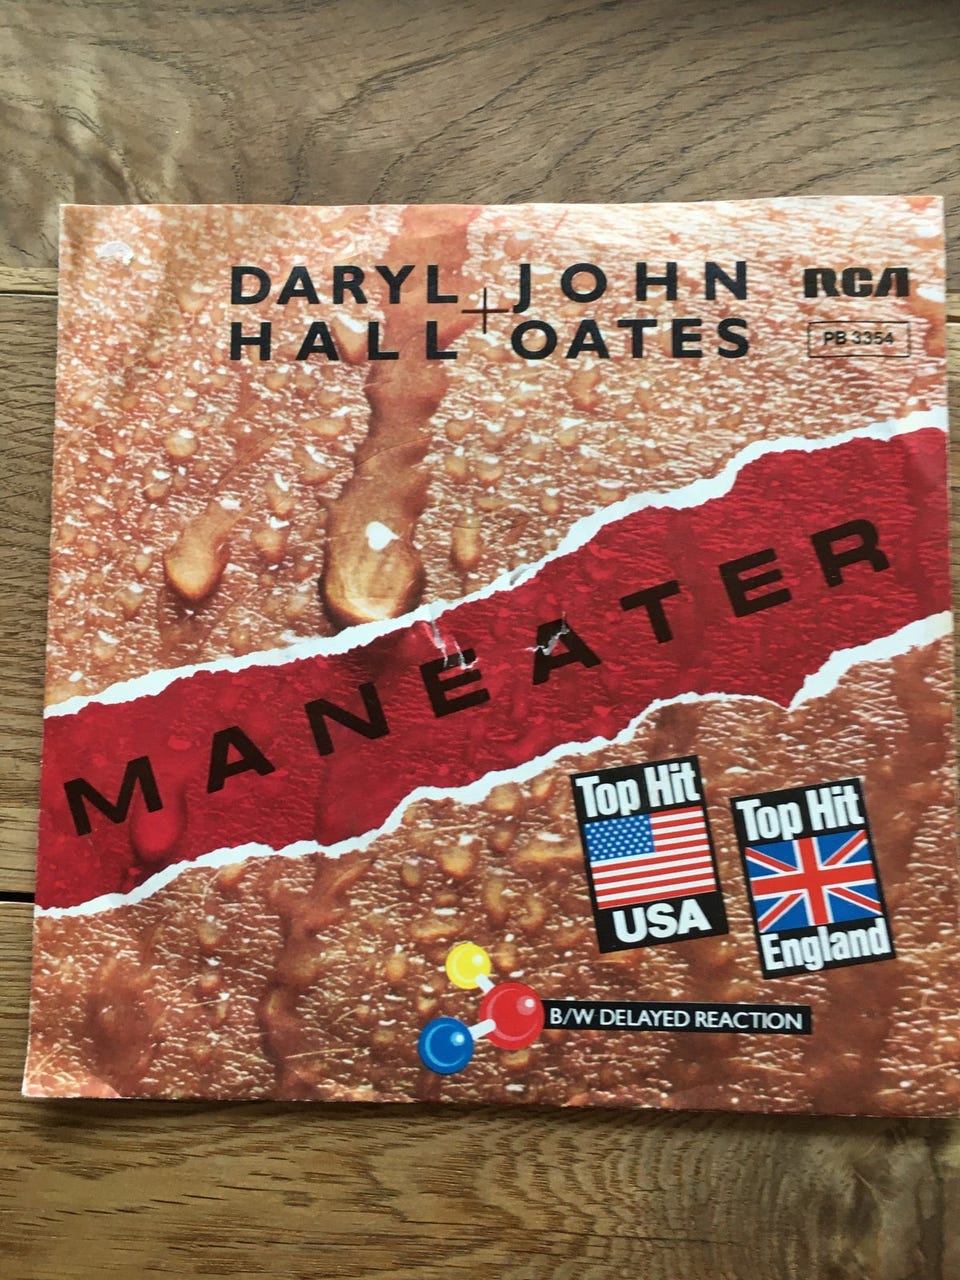 DARYL + JOHN
HALL OATES
RCA
PB 3354
MANEATER
Top Hit
USA
Top Hit
England
B/W DELAYED REACTION